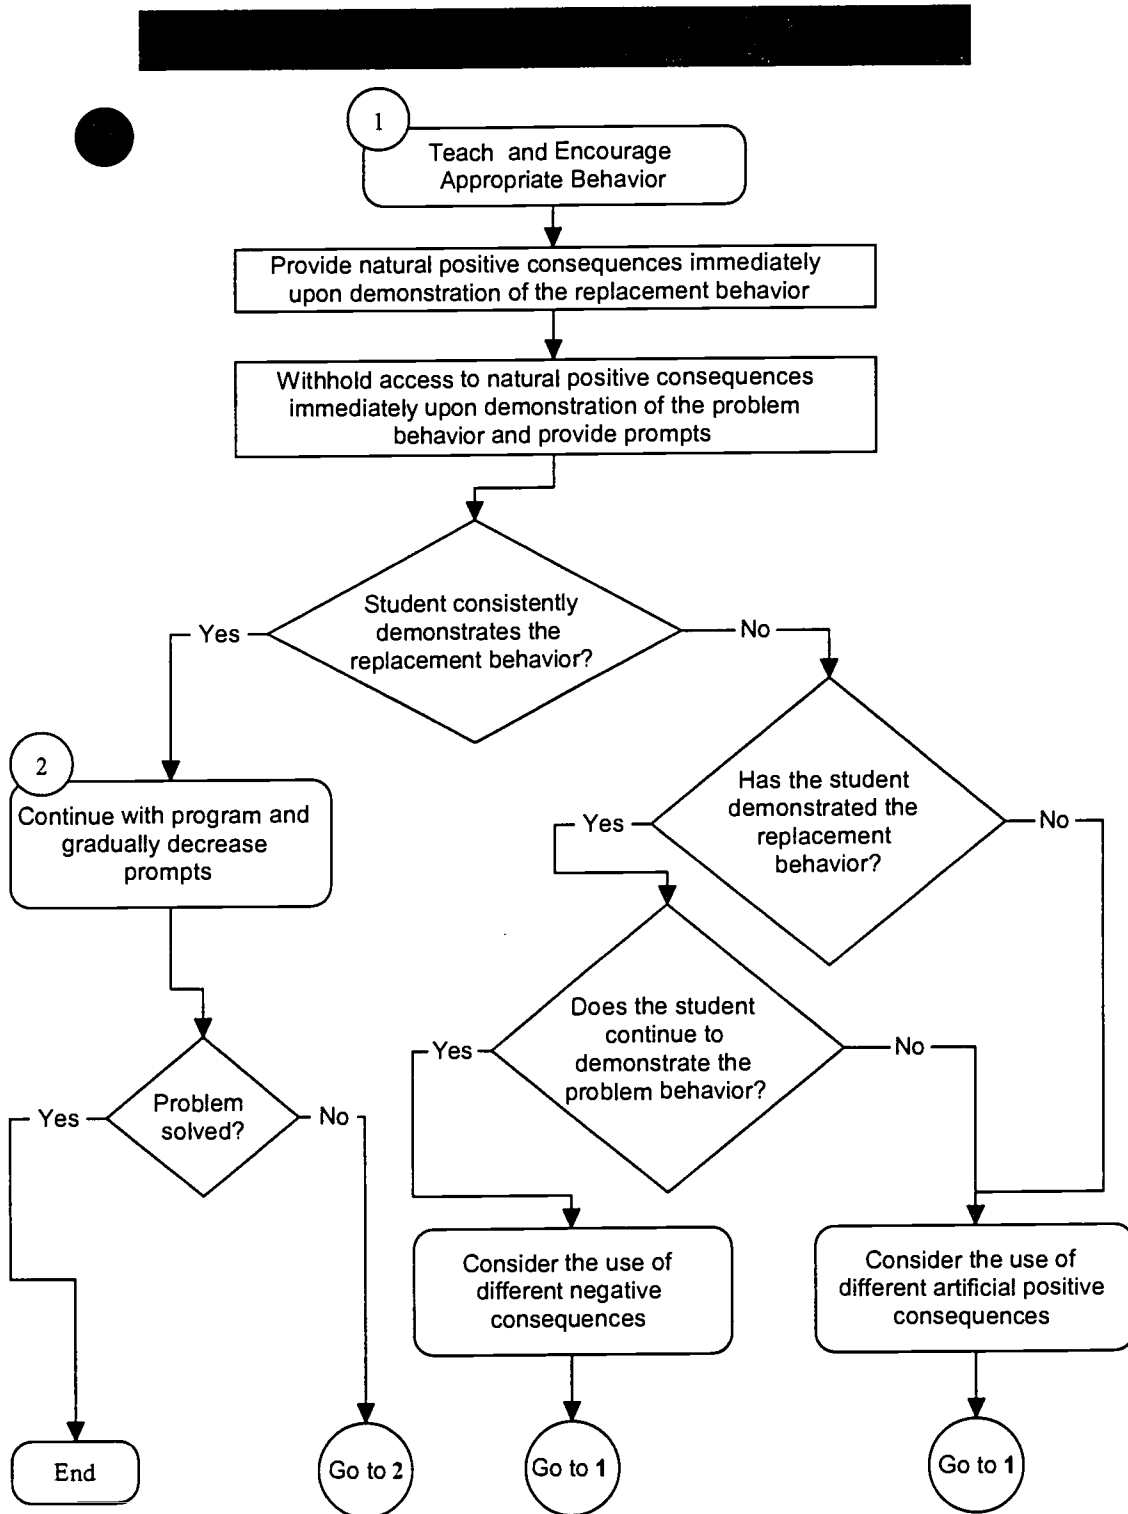 1
Teach and Encourage
Appropriate Behavior
Provide natural positive consequences immediately
upon demonstration of the replacement behavior
Withhold access to natural positive consequences
immediately upon demonstration of the problem
behavior and provide prompts
Student consistently
demonstrates the
replacement behavior?
Yes
No
2
Continue with program and
gradually decrease
prompts
Has the student
demonstrated the
replacement
behavior?
Yes
No
Does the student
continue to
demonstrate the
problem behavior?
Yes
No
Problem
solved?
Yes
No
Consider the use of
different negative
consequences
Consider the use of
different artificial positive
consequences
End
Go to 2
Go to 1
Go to 1